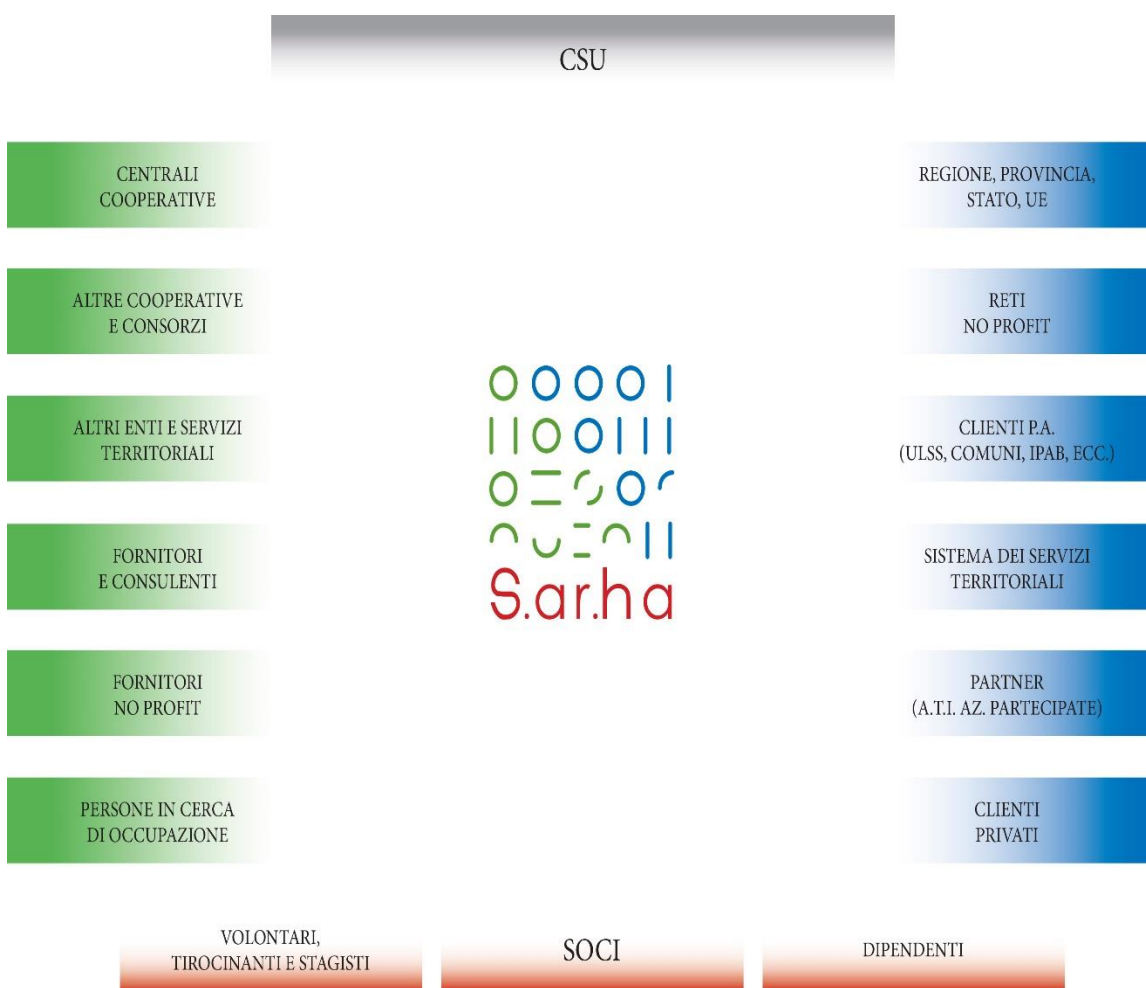 CSU
CENTRALI
COOPERATIVE
REGIONE, PROVINCIA,
STATO, UE
ALTRE COOPERATIVE
E CONSORZI
RETI
NO PROFIT
ALTRI ENTI E SERVIZI
TERRITORIALI
CLIENTI P.A.
(ULSS, COMUNI, IPAB, ECC.)
FORNITORI
E CONSULENTI
SISTEMA DEI SERVIZI
TERRITORIALI
FORNITORI
NO PROFIT
PARTNER
(A.T.I. AZ. PARTECIPATE)
PERSONE IN CERCA
DI OCCUPAZIONE
CLIENTI
PRIVATI
S.ar.ha
VOLONTARI,
TIROCINANTI E STAGISTI
SOCI
DIPENDENTI